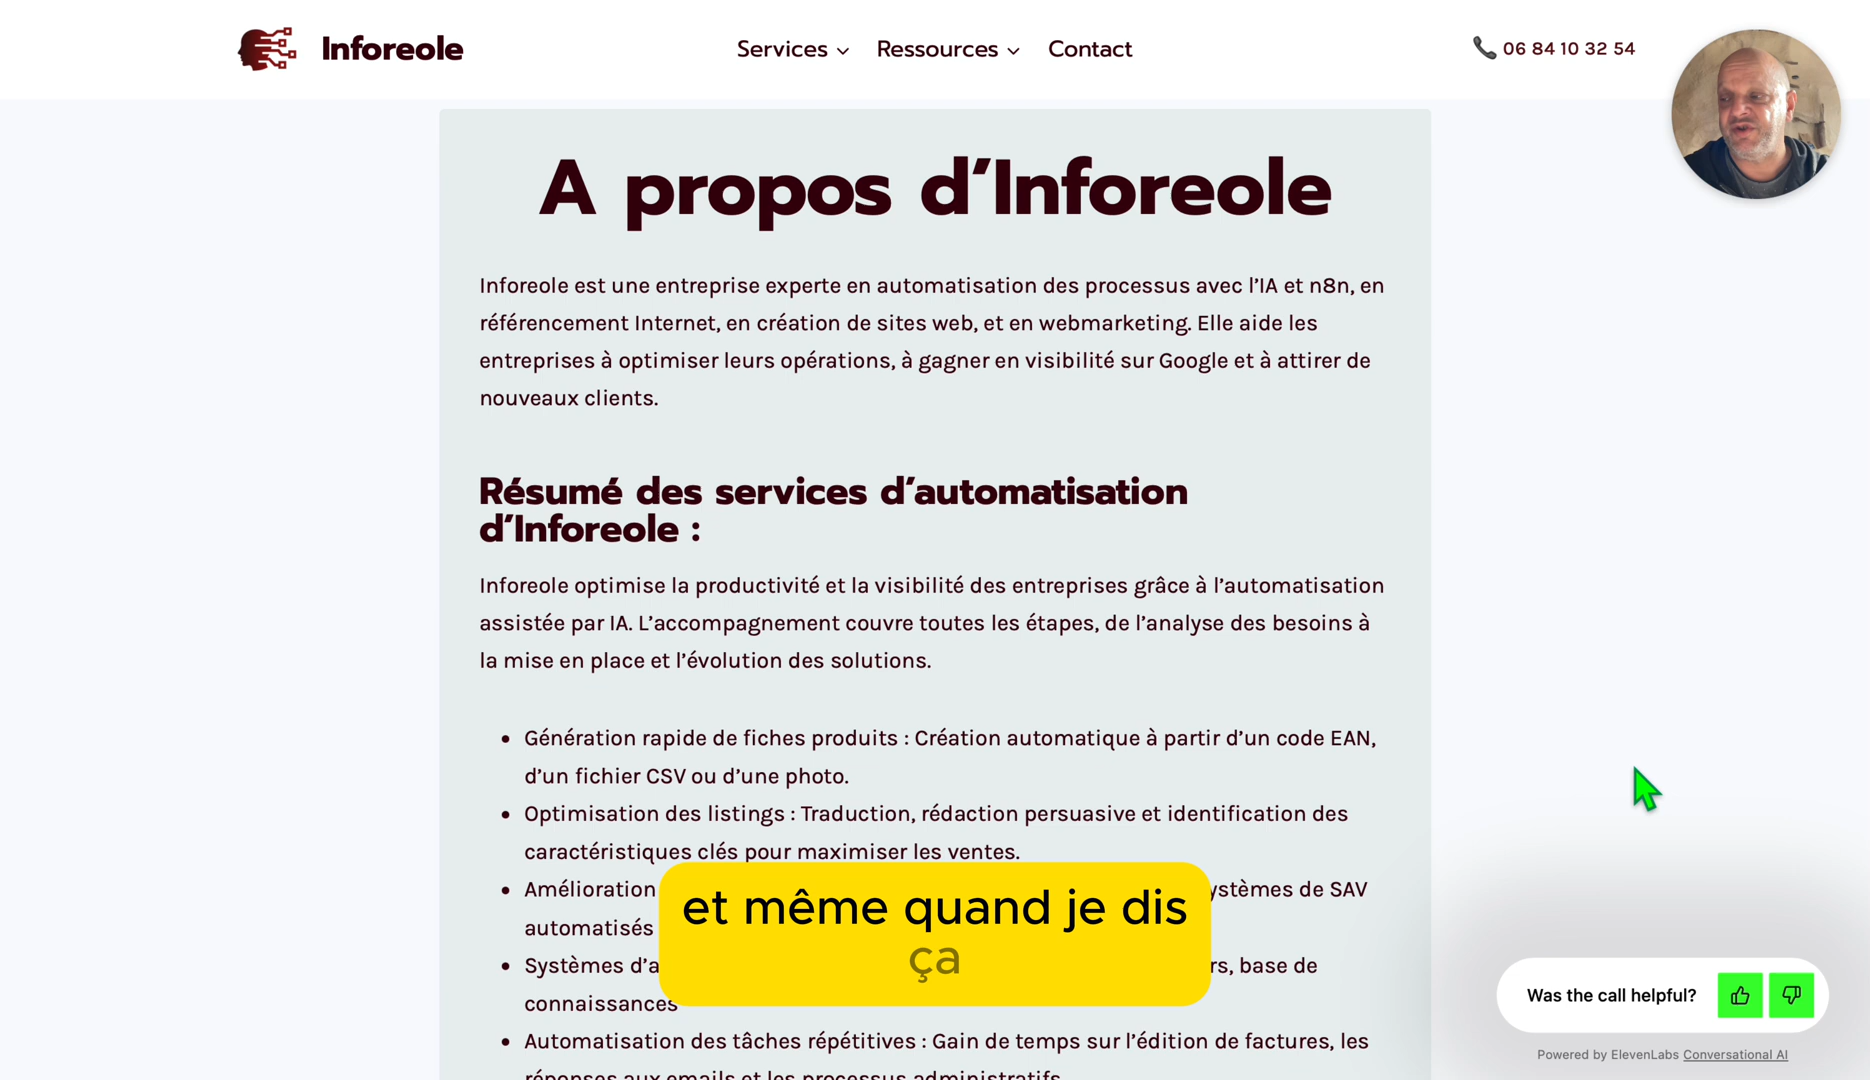 Inforeole
Services
Ressources
Contact
06 84 10 32 54
A propos d’Inforeole
Inforeole est une entreprise experte en automatisation des processus avec l’IA et n8n, en
référencement Internet, en création de sites web, et en webmarketing. Elle aide les
entreprises à optimiser leurs opérations, à gagner en visibilité sur Google et à attirer de
nouveaux clients.
Résumé des services d’automatisation
d’Inforeole :
Inforeole optimise la productivité et la visibilité des entreprises grâce à l’automatisation
assistée par IA. L’accompagnement couvre toutes les étapes, de l’analyse des besoins à
la mise en place et l’évolution des solutions.
• Génération rapide de fiches produits : Création automatique à partir d’un code EAN,
d’un fichier CSV ou d’une photo.
• Optimisation des listings : Traduction, rédaction persuasive et identification des
caractéristiques clés pour maximiser les ventes.
• Amélioration
de SAV
automatisés
• Systèmes
base de
connaissances
et même quand je dis
ça
• Automatisation des tâches répétitives : Gain de temps sur l’édition de factures, les
réponses aux emails et les processus administratifs.
Was the call helpful?
Powered by ElevenLabs Conversational AI